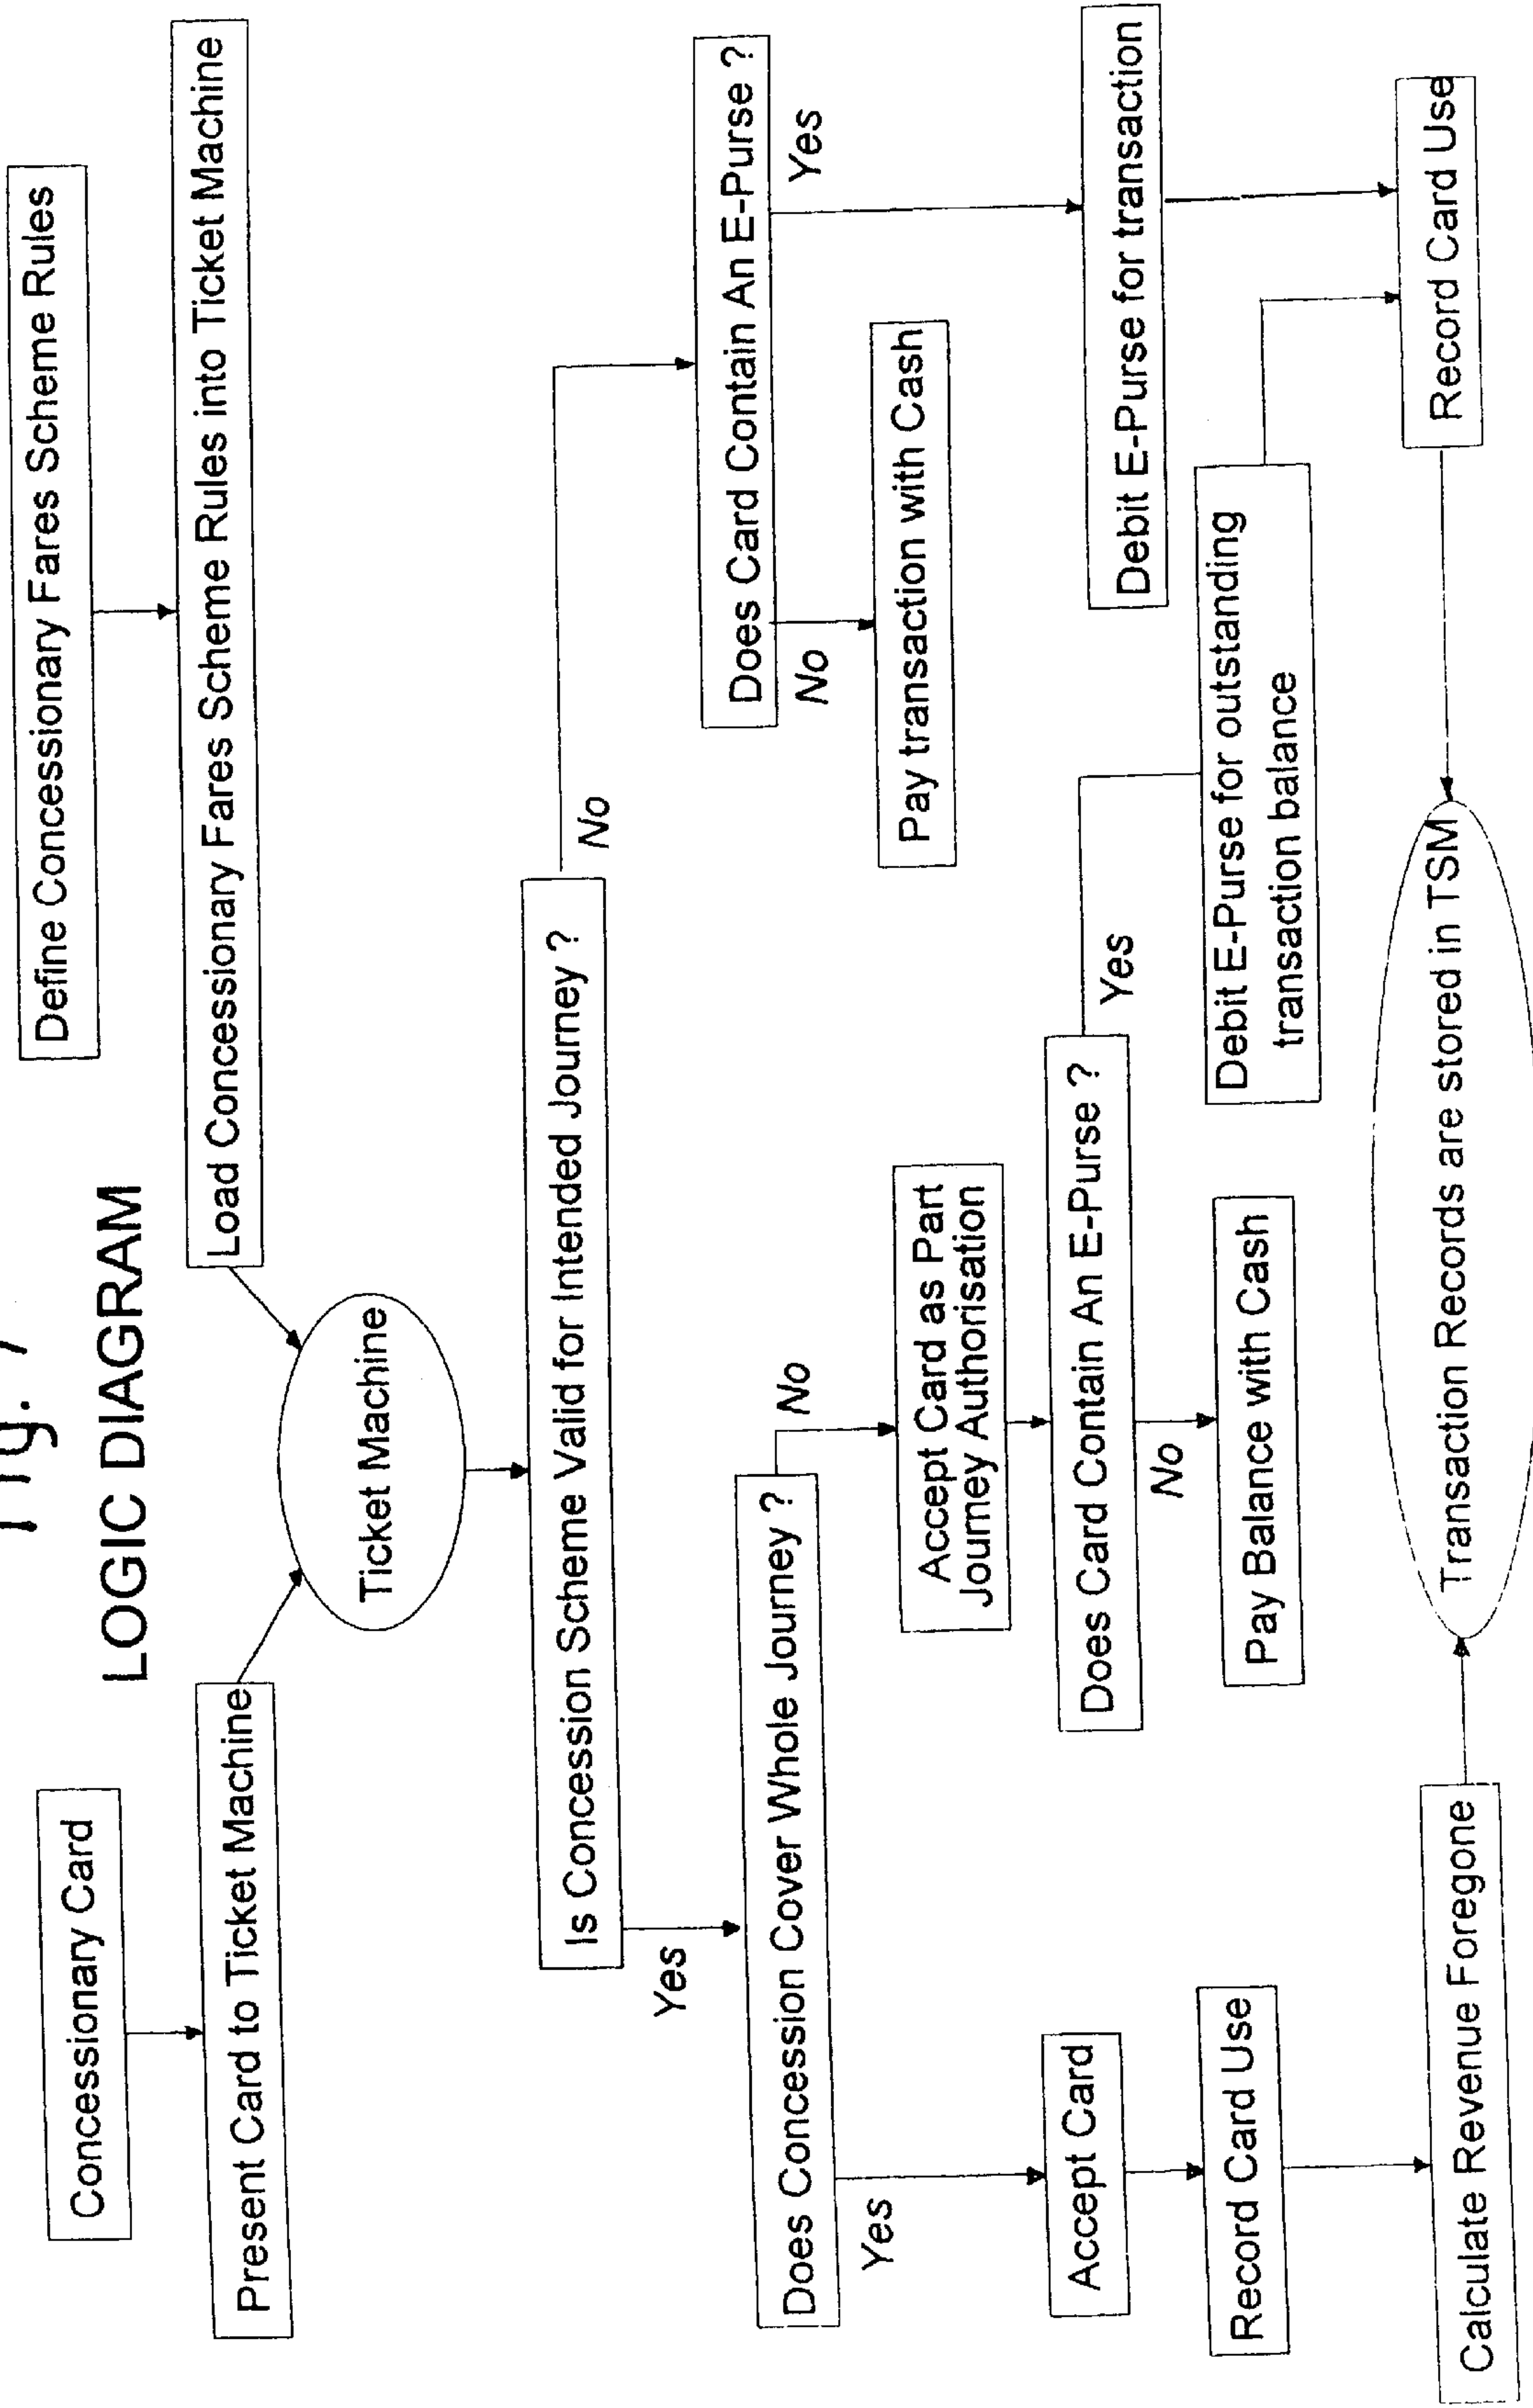 LOGIC DIAGRAM
Concessionary Card
Define Concessionary Fares Scheme Rules
Present Card to Ticket Machine
Load Concessionary Fares Scheme Rules into Ticket Machine
Ticket Machine
Is Concession Scheme Valid for Intended Journey ?
Yes
No
Does Concession Cover Whole Journey ?
Does Card Contain An E-Purse ?
Yes
No
No
Yes
Accept Card as Part
Journey Authorisation
Pay transaction with Cash
Accept Card
Does Card Contain An E-Purse ?
No
Yes
Debit E-Purse for transaction
Record Card Use
Pay Balance with Cash
Debit E-Purse for outstanding
transaction balance
Calculate Revenue Foregone
Transaction Records are stored in TSM
Record Card Use